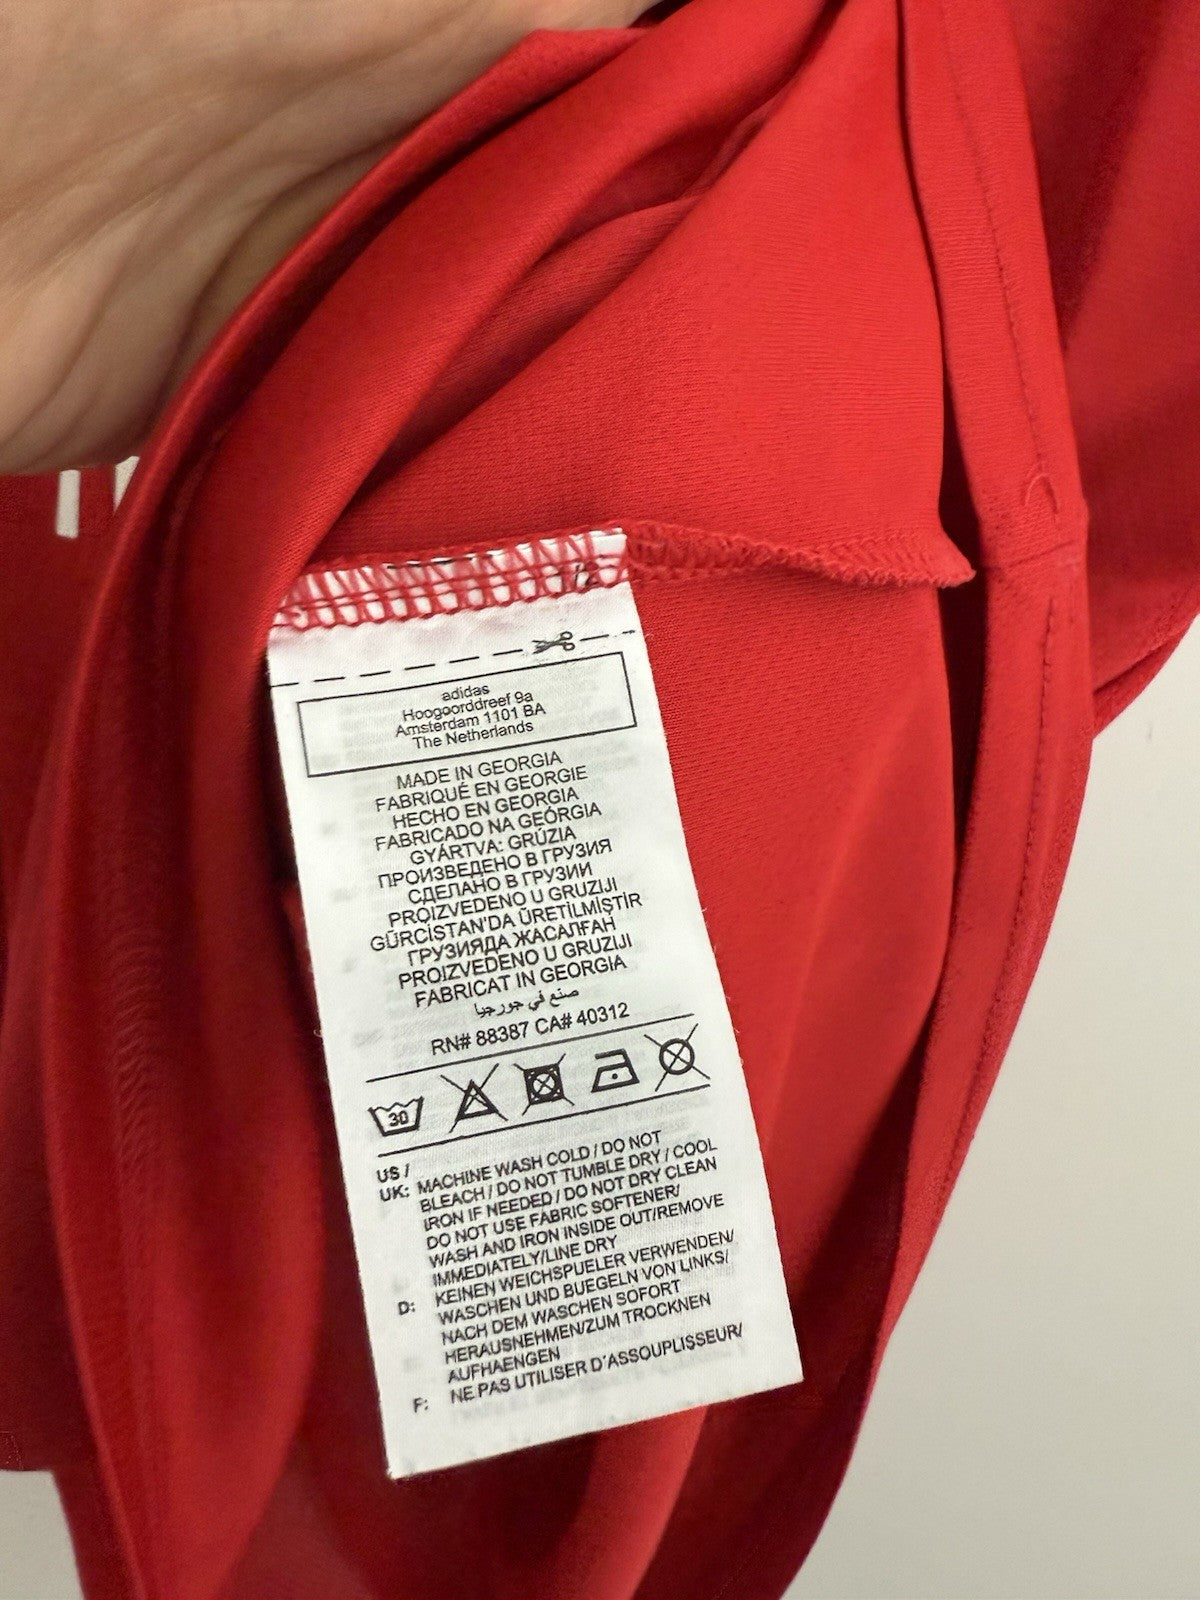 1/2
adidas
Hoogoorddreef 9a
Amsterdam 1101 BA
The Netherlands
MADE IN GEORGIA
FABRIQUÉ EN GEORGIE
HECHO EN GEORGIA
FABRICADO NA GEÓRGIA
GYÁRTVA: GRÚZIA
ПРОИЗВЕДЕНО В ГРУЗИЯ
СДЕЛАНО В ГРУЗИИ
PROIZVEDENO U GRUZIJI
GÜRCİSTAN'DA ÜRETİLMİŞTİR
ГРУЗИЯДА ЖАСАЛҒАН
PROIZVEDENO U GRUZIJI
FABRICAT IN GEORGIA
صنع في جورجيا
RN# 88387 CA# 40312
30
US /
UK: MACHINE WASH COLD / DO NOT
BLEACH / DO NOT TUMBLE DRY / COOL
IRON IF NEEDED / DO NOT DRY CLEAN
DO NOT USE FABRIC SOFTENER/
WASH AND IRON INSIDE OUT/REMOVE
IMMEDIATELY/LINE DRY
D: KEINEN WEICHSPUELER VERWENDEN/
WASCHEN UND BUEGELN VON LINKS/
NACH DEM WASCHEN SOFORT
HERAUSNEHMEN/ZUM TROCKNEN
AUFHAENGEN
F: NE PAS UTILISER D'ASSOUPLISSEUR/